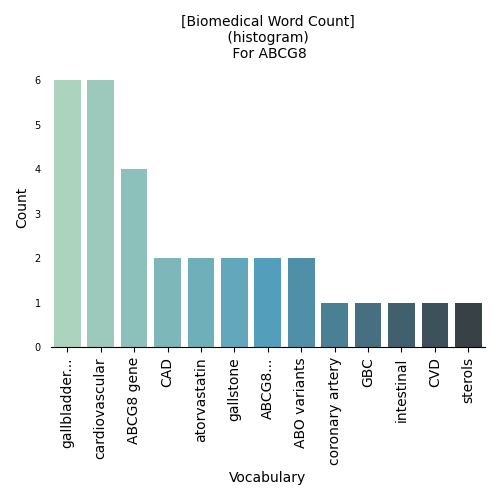 [Biomedical Word Count]
(histogram)
For ABCG8
6
5
4
3
2
1
0
Count
gallbladder...
cardiovascular
ABCG8 gene
CAD
atorvastatin
gallstone
ABCG8...
ABO variants
coronary artery
GBC
intestinal
CVD
sterols
Vocabulary